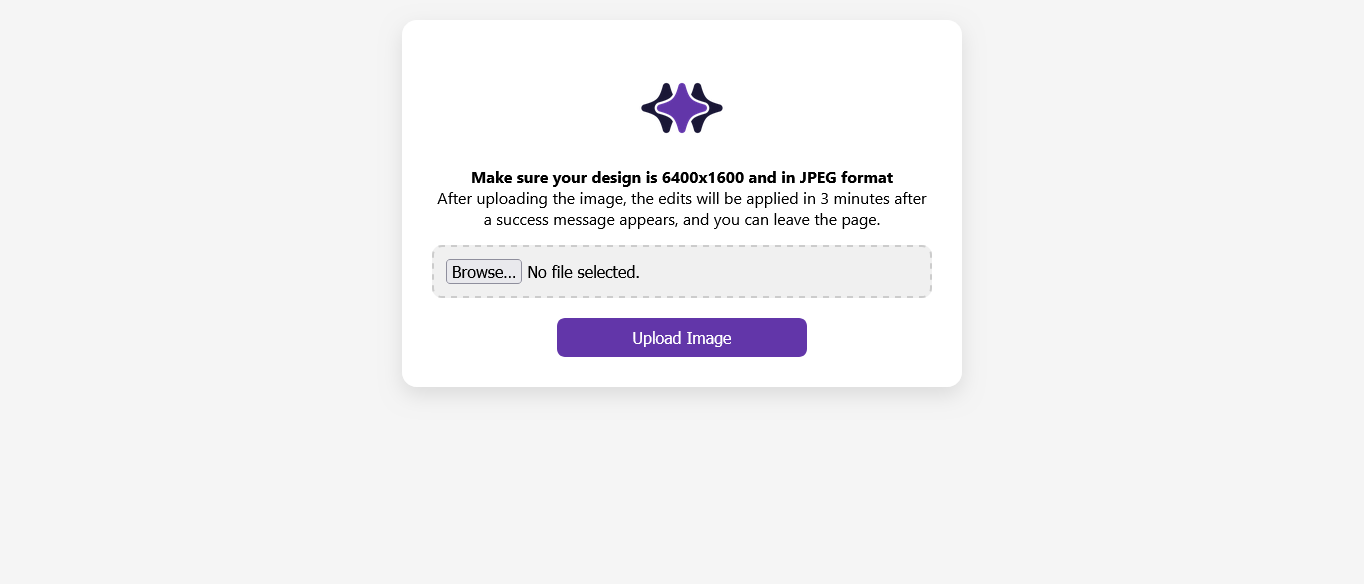 Make sure your design is 6400x1600 and in JPEG format
After uploading the image, the edits will be applied in 3 minutes after
a success message appears, and you can leave the page.
Browse... No file selected.
Upload Image